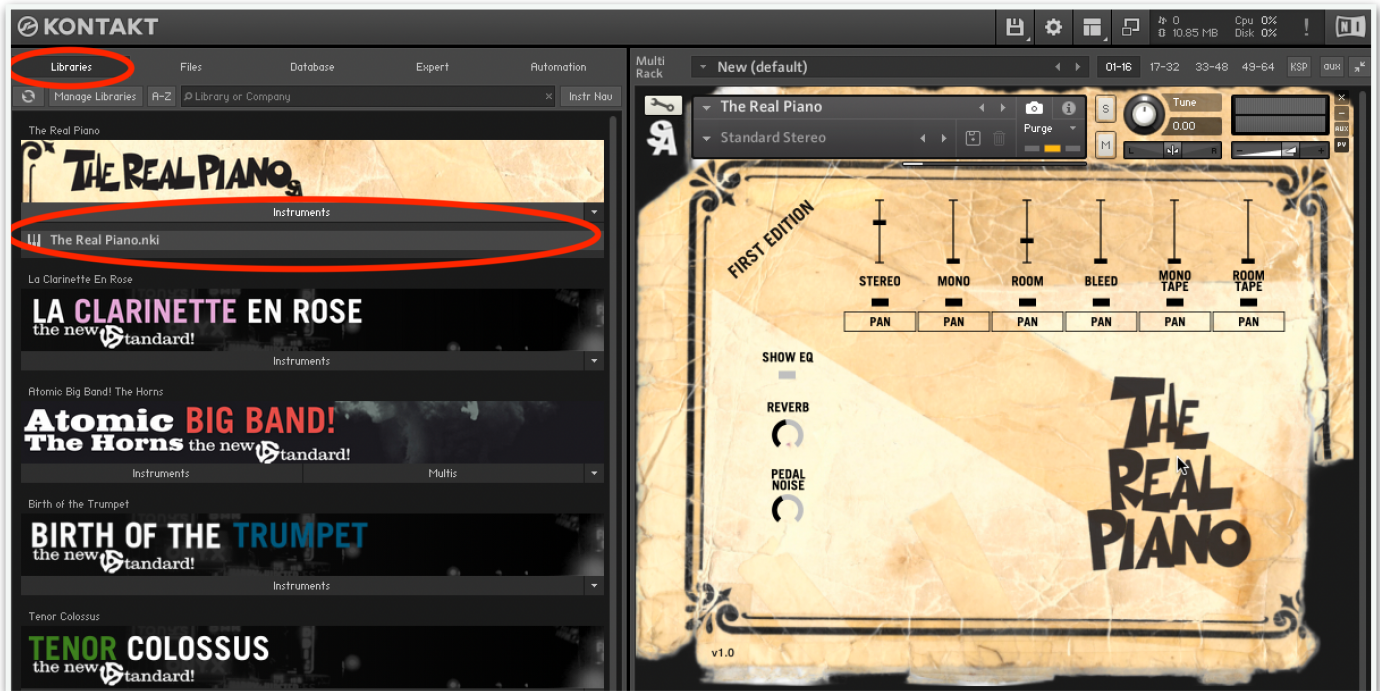 KONTAKT
0
10.85 MB
Cpu 0%
Disk 0%
!
NI
Libraries
Files
Database
Expert
Automation
Manage Libraries
A-Z
Library or Company
×
Instr Nav
The Real Piano
THE REAL PIANO
Instruments
The Real Piano.nki
La Clarinette En Rose
LA CLARINETTE EN ROSE
the new Standard!
Instruments
Atomic Big Band! The Horns
Atomic BIG BAND!
The Horns the new Standard!
Instruments
Multis
Birth of the Trumpet
BIRTH OF THE TRUMPET
the new Standard!
Instruments
Tenor Colossus
TENOR COLOSSUS
the new Standard!
Multi
Rack
New (default)
01-16
17-32
33-48
49-64
KSP
aux
The Real Piano
Standard Stereo
Purge
S
M
Tune
0.00
L
R
−
+
×
−
AUX
PV
FIRST EDITION
STEREO
MONO
ROOM
BLEED
MONO
TAPE
ROOM
TAPE
PAN
PAN
PAN
PAN
PAN
PAN
SHOW EQ
REVERB
PEDAL
NOISE
THE
REAL
PIANO
v1.0